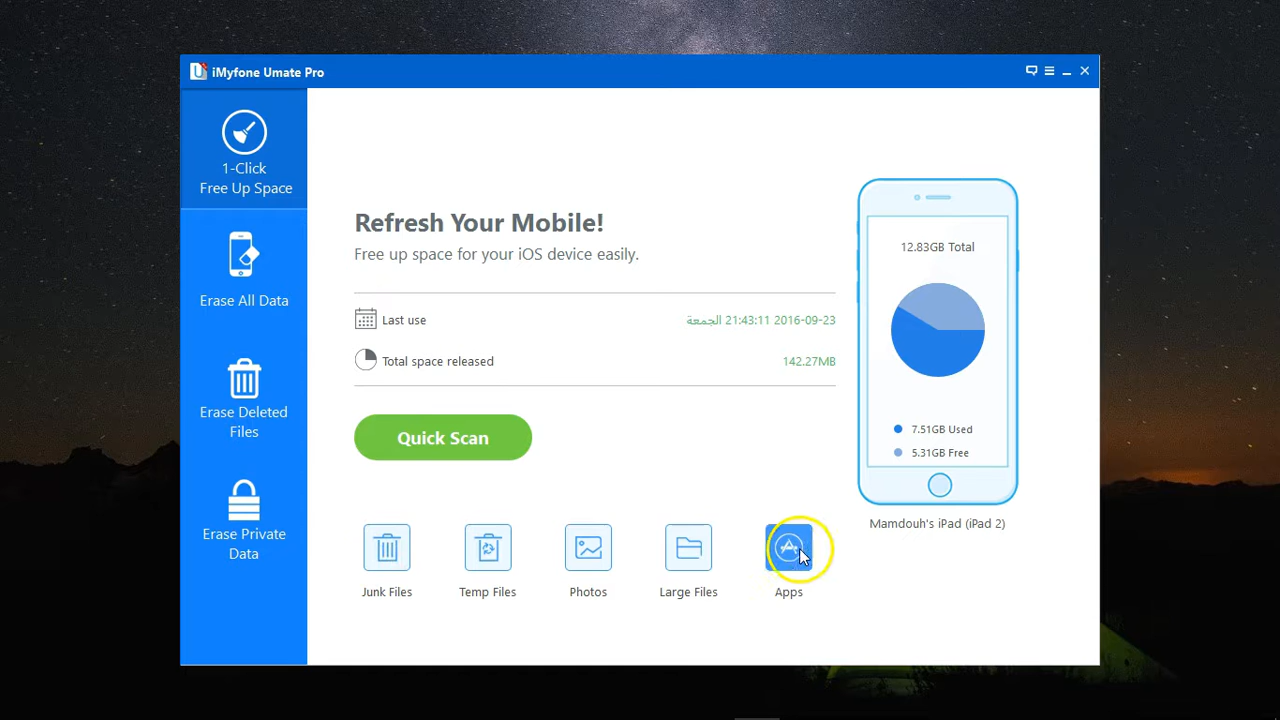 iMyfone Umate Pro
1-Click
Free Up Space
Erase All Data
Erase Deleted
Files
Erase Private
Data
Refresh Your Mobile!
Free up space for your iOS device easily.
Last use
21:43:11 2016-09-23 الجمعة
Total space released
142.27MB
Quick Scan
Junk Files
Temp Files
Photos
Large Files
Apps
12.83GB Total
7.51GB Used
5.31GB Free
Mamdouh's iPad (iPad 2)